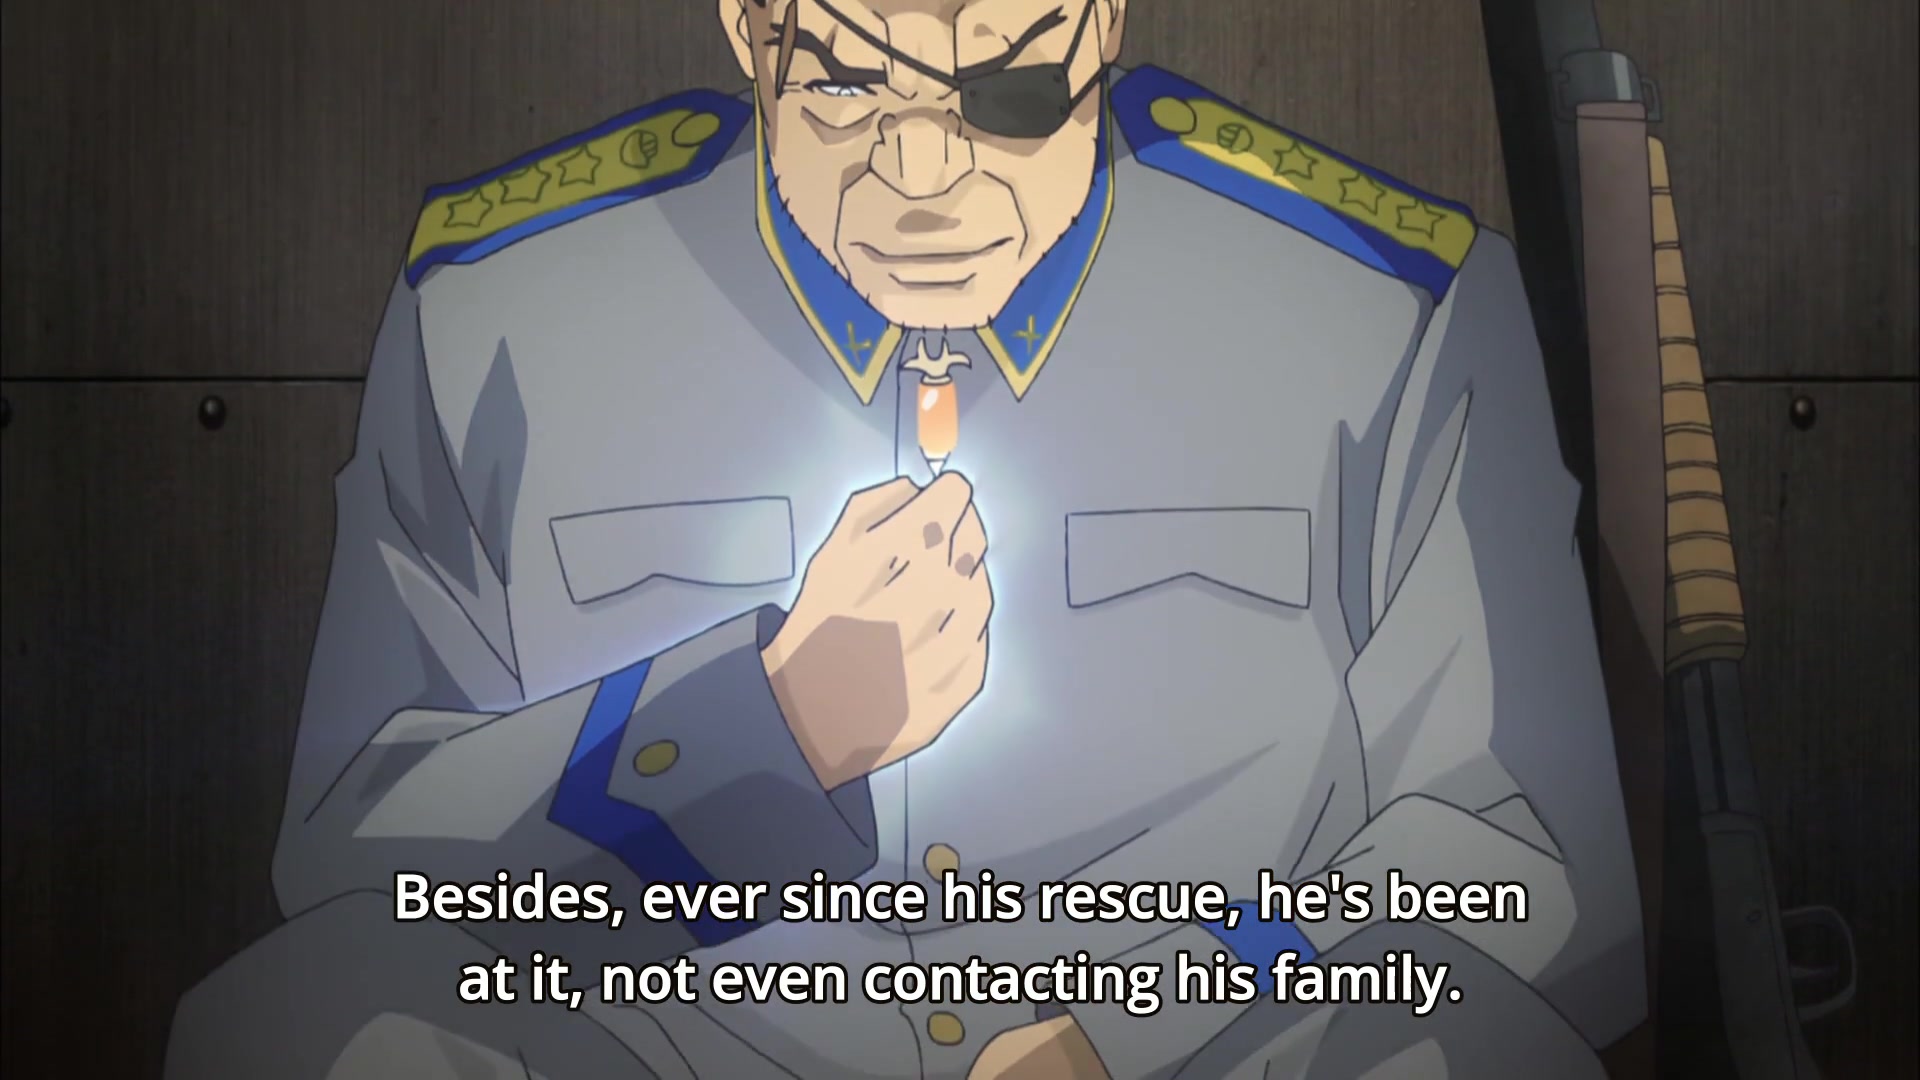 Besides, ever since his rescue, he's been
at it, not even contacting his family.